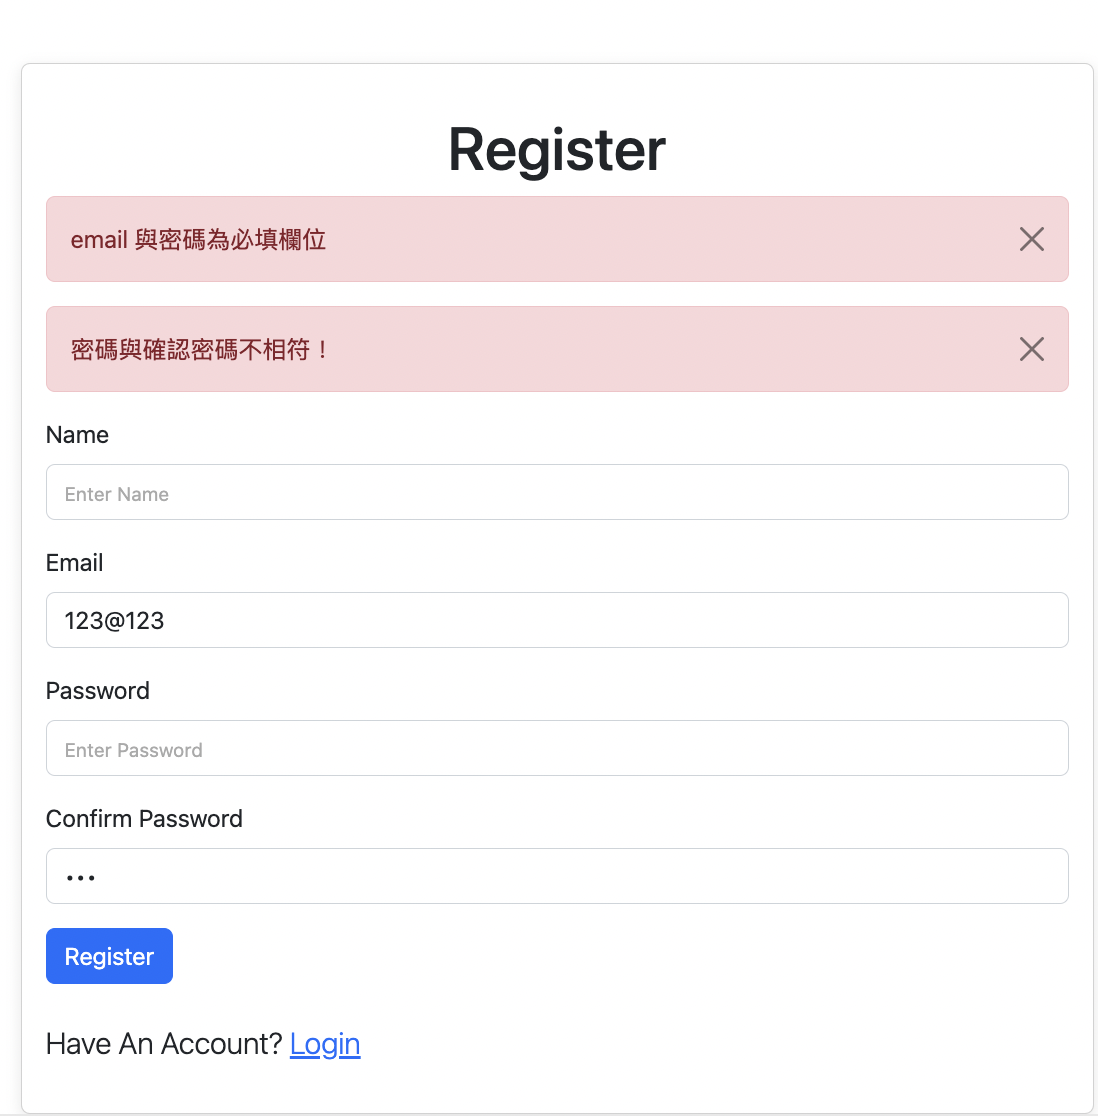 Register
email 與密碼為必填欄位
密碼與確認密碼不相符！
Name
Enter Name
Email
123@123
Password
Enter Password
Confirm Password
•••
Register
Have An Account? Login